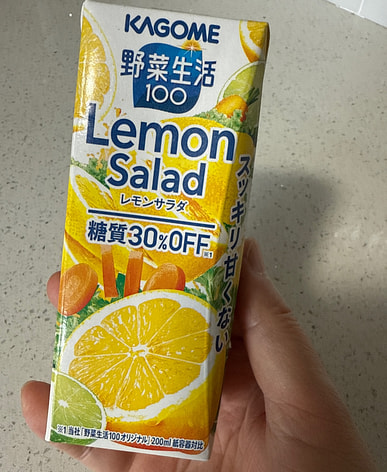 KAGOME
野菜生活
100
Lemon
Salad
レモンサラダ
糖質30%OFF※1
スッキリ甘くない
※1 当社「野菜生活100オリジナル」200ml 紙容器対比